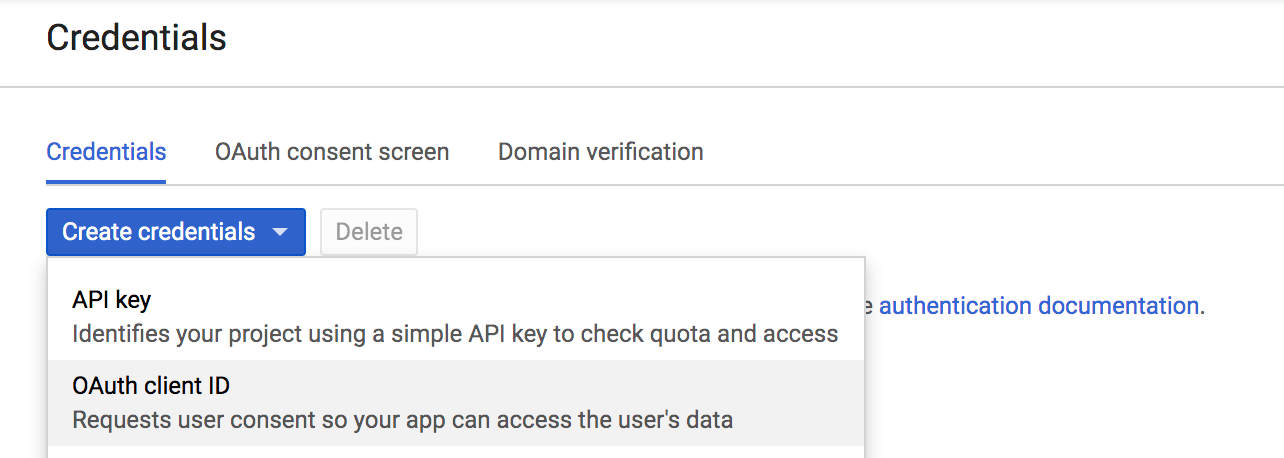 Credentials
Credentials OAuth consent screen Domain verification
Create credentials Delete
API key
Identifies your project using a simple API key to check quota and access
authentication documentation.
OAuth client ID
Requests user consent so your app can access the user's data